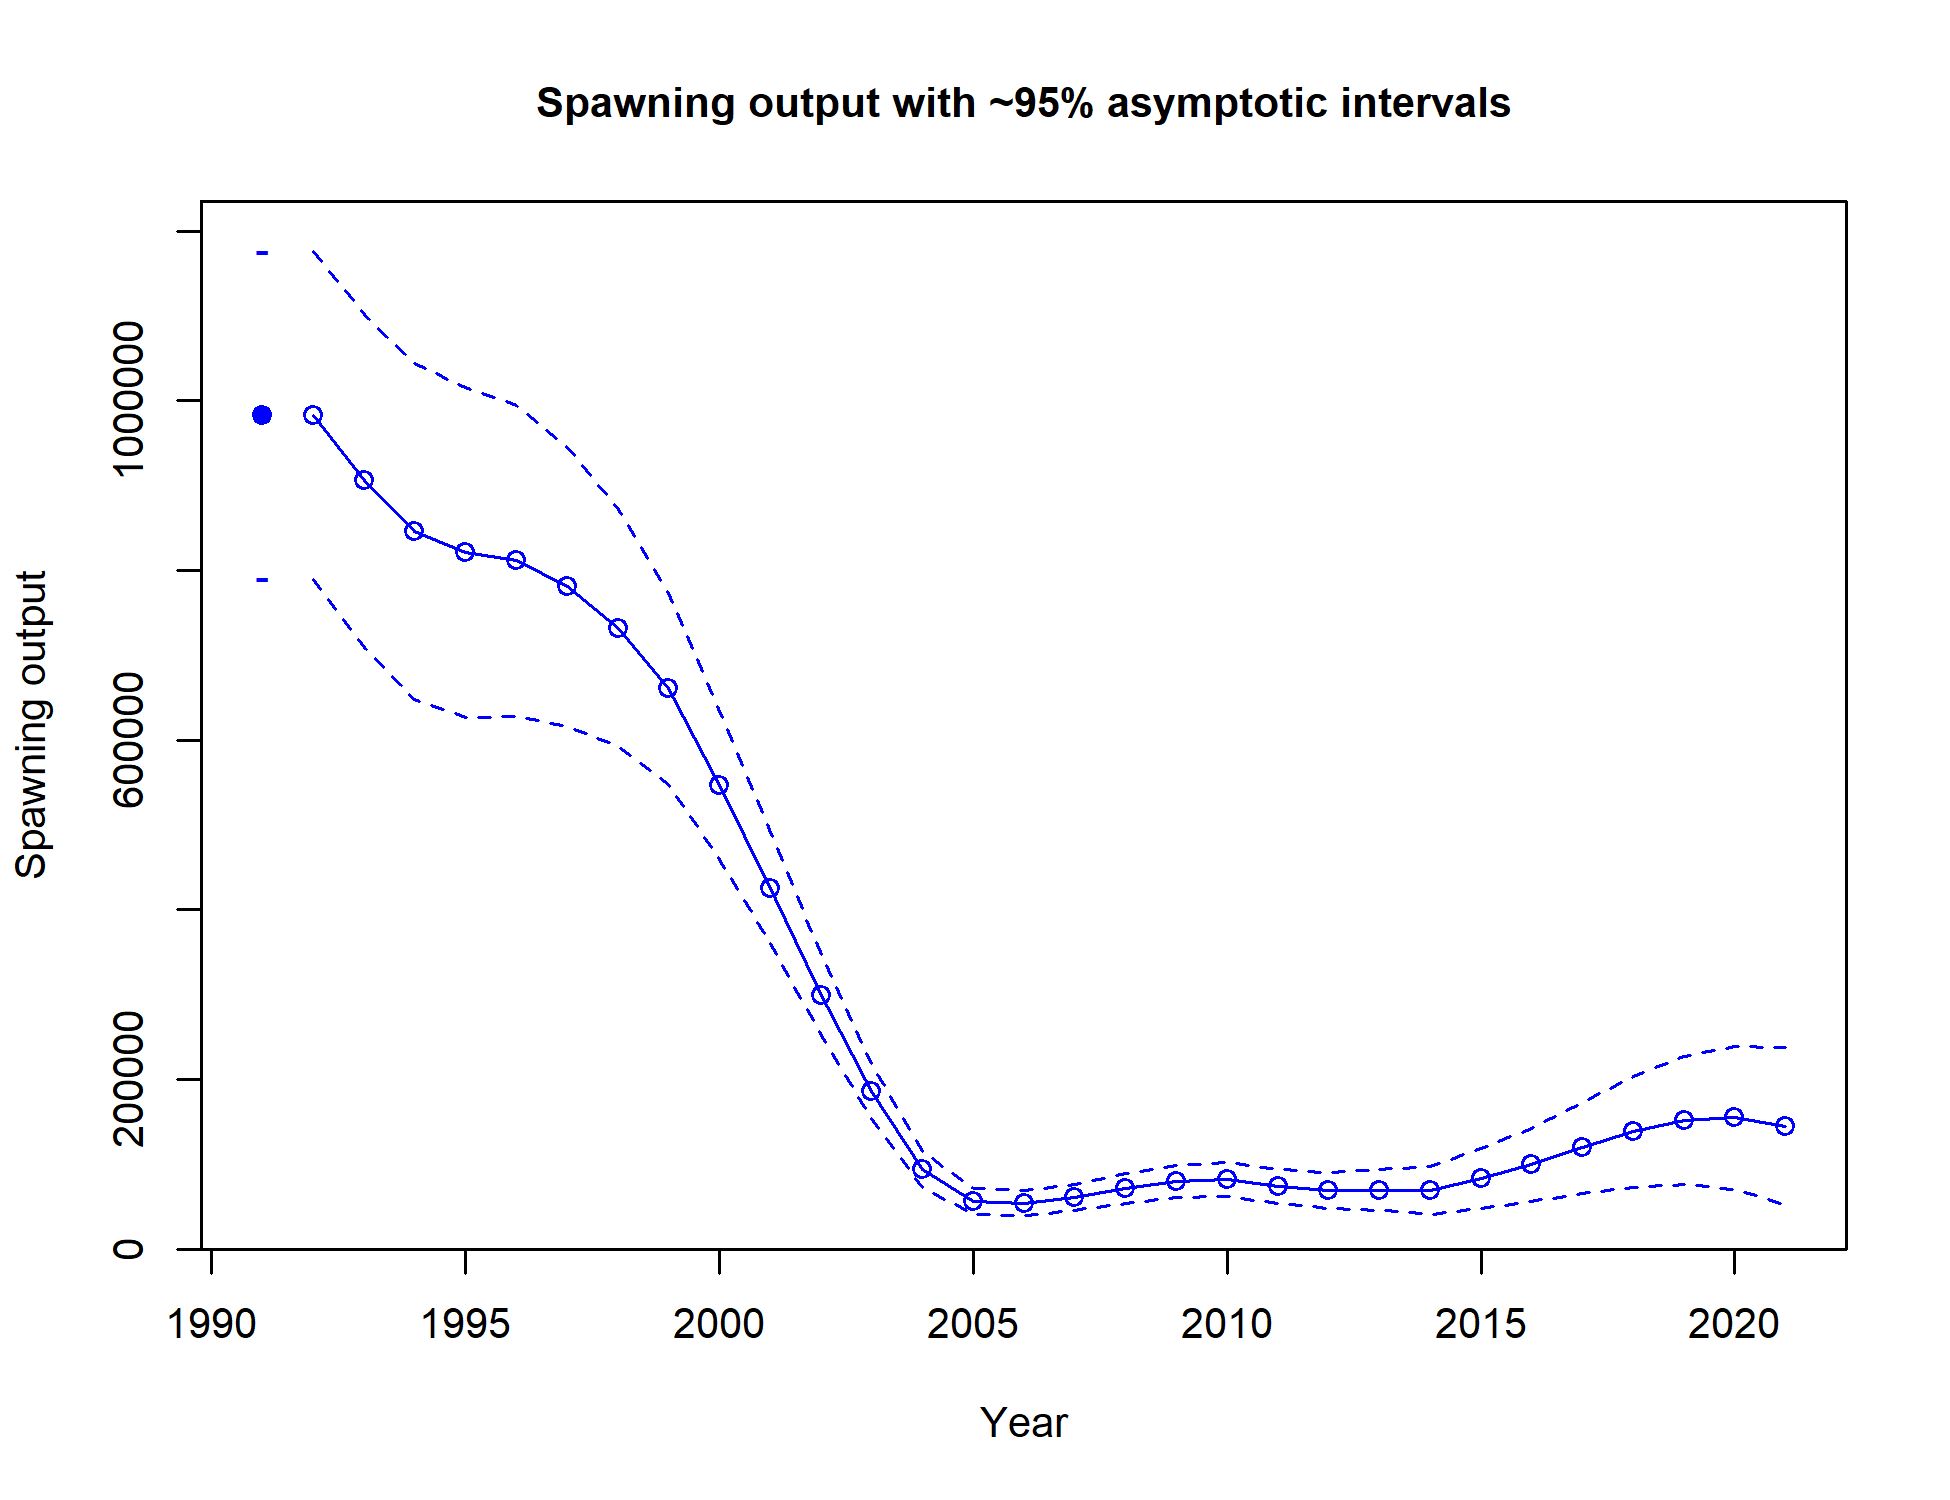 Spawning output with ~95% asymptotic intervals
Spawning output
1000000
600000
200000
0
1990 1995 2000 2005 2010 2015 2020
Year